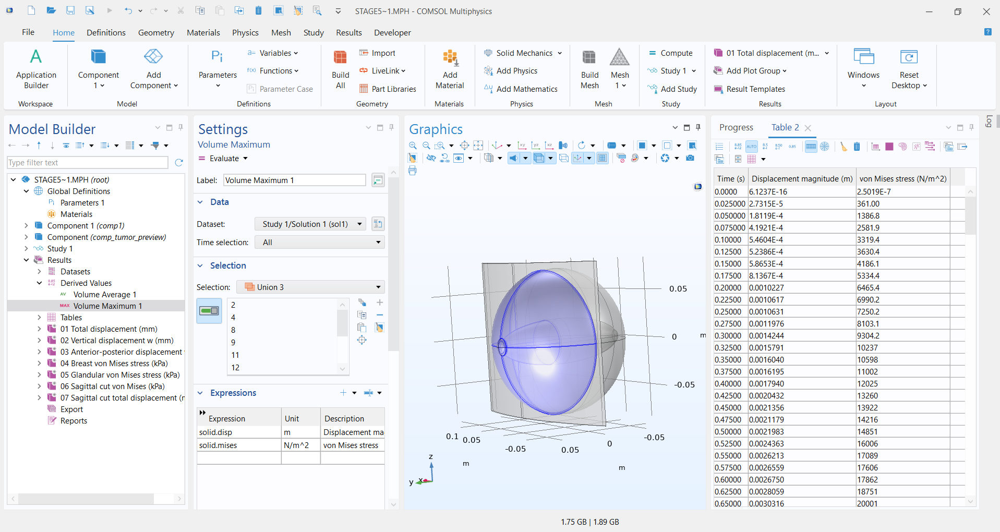 STAGE5~1.MPH - COMSOL Multiphysics
File Home Definitions Geometry Materials Physics Mesh Study Results Developer
Application Builder
Workspace
Component 1
Add Component
Model
Pi
Parameters
a= Variables
f(x) Functions
Parameter Case
Definitions
Build All
Import
LiveLink
Part Libraries
Geometry
Add Material
Materials
Solid Mechanics
Add Physics
Add Mathematics
Physics
Build Mesh
Mesh 1
Mesh
Compute
Study 1
Add Study
Study
01 Total displacement (m...
Add Plot Group
Result Templates
Results
Windows
Reset Desktop
Layout
Model Builder
Type filter text
STAGE5~1.MPH (root)
Global Definitions
Parameters 1
Materials
Component 1 (comp1)
Component (comp_tumor_preview)
Study 1
Results
Datasets
Derived Values
AV Volume Average 1
MAX Volume Maximum 1
Tables
01 Total displacement (mm)
02 Vertical displacement w (mm)
03 Anterior-posterior displacement
04 Breast von Mises stress (kPa)
05 Glandular von Mises stress (kPa)
06 Sagittal cut von Mises (kPa)
07 Sagittal cut total displacement (r
Export
Reports
Settings
Volume Maximum
= Evaluate
Label: Volume Maximum 1
Data
Dataset: Study 1/Solution 1 (sol1)
Time selection: All
Selection
Selection: Union 3
2
4
8
9
11
12
Expressions
Expression Unit Description
solid.disp m Displacement ma
solid.mises N/m^2 von Mises stress
Graphics
0.05
0
m
-0.05
0.1 0.05
-0.05
0.05
0
-0.05
m
m
z
y x
Progress Table 2
Log
8.85 e-12 AUTO 8.5 8.50 e-1 0.85
Time (s) Displacement magnitude (m) von Mises stress (N/m^2)
0.0000 6.1237E-16 2.5019E-7
0.025000 2.7315E-5 361.00
0.050000 1.8119E-4 1386.8
0.075000 4.1921E-4 2581.9
0.10000 5.4604E-4 3319.4
0.12500 5.2386E-4 3630.4
0.15000 5.8653E-4 4186.1
0.17500 8.1367E-4 5334.4
0.20000 0.0010227 6465.4
0.22500 0.0010617 6990.2
0.25000 0.0010631 7250.2
0.27500 0.0011976 8103.1
0.30000 0.0014244 9304.2
0.32500 0.0015791 10237
0.35000 0.0016040 10598
0.37500 0.0016195 11002
0.40000 0.0017940 12025
0.42500 0.0020432 13260
0.45000 0.0021356 13922
0.47500 0.0021179 14216
0.50000 0.0021983 14851
0.52500 0.0024363 16006
0.55000 0.0026213 17089
0.57500 0.0026559 17606
0.60000 0.0026750 17862
0.62500 0.0028059 18751
0.65000 0.0030316 20001
1.75 GB | 1.89 GB